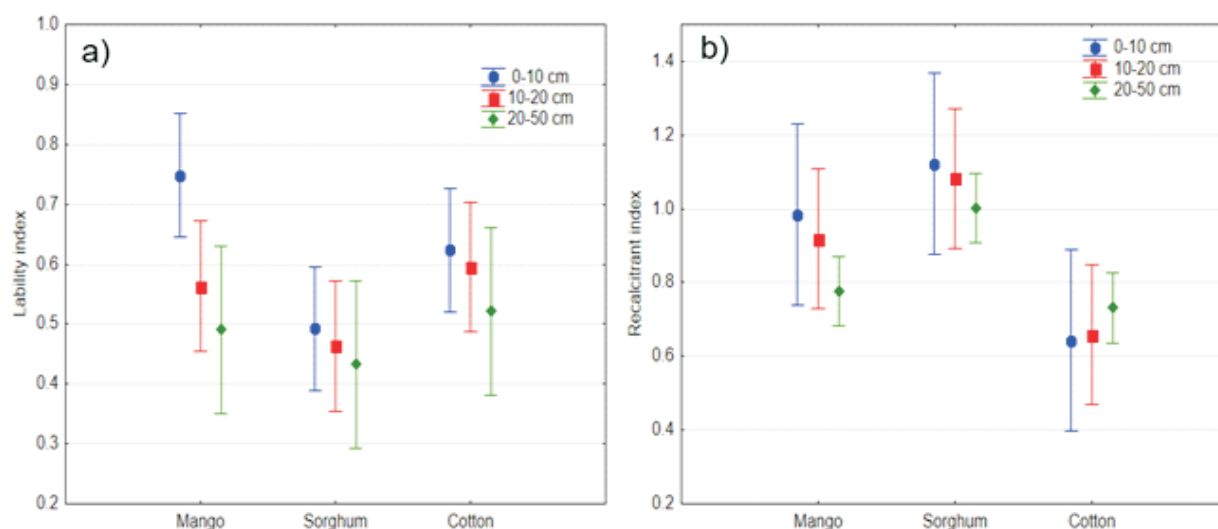 a)
Lability index
1.0
0.9
0.8
0.7
0.6
0.5
0.4
0.3
0.2
0-10 cm
10-20 cm
20-50 cm
Mango Sorghum Cotton
b)
Recalcitrant index
1.4
1.2
1.0
0.8
0.6
0.4
0.2
0-10 cm
10-20 cm
20-50 cm
Mango Sorghum Cotton